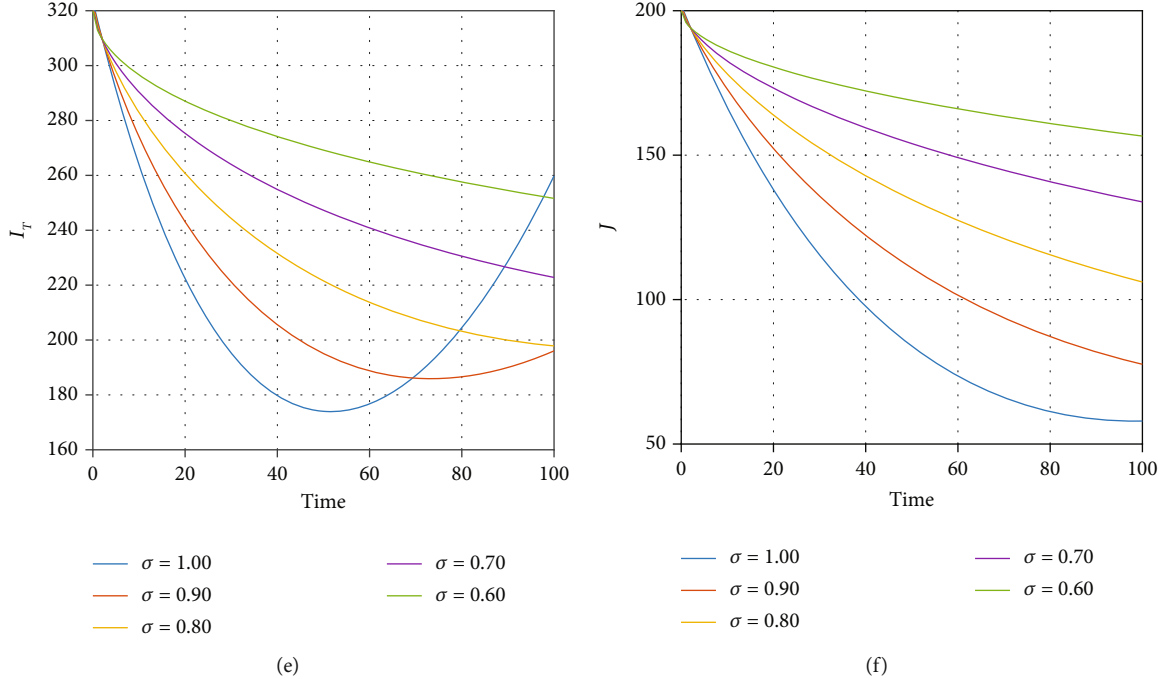 320
300
280
260
240
220
200
180
160
I_T
0 20 40 60 80 100
Time
σ = 1.00
σ = 0.90
σ = 0.80
σ = 0.70
σ = 0.60
(e)
200
150
100
50
J
0 20 40 60 80 100
Time
σ = 1.00
σ = 0.90
σ = 0.80
σ = 0.70
σ = 0.60
(f)